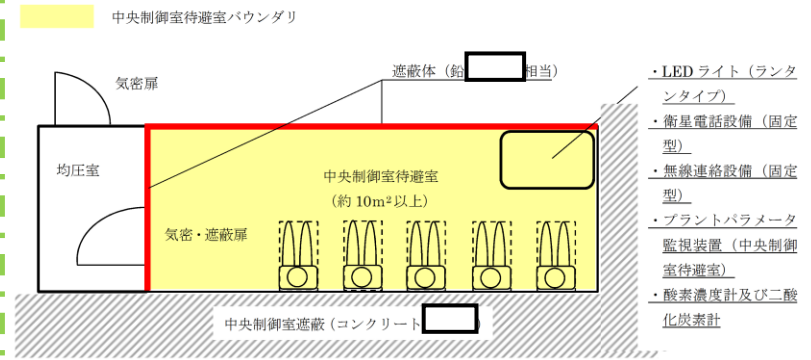 中央制御室待避室バウンダリ
遮蔽体（鉛 相当）
気密扉
均圧室
中央制御室待避室
（約 10m²以上）
気密・遮蔽扉
中央制御室遮蔽（コンクリート ）
・LED ライト（ランタ
ンタイプ）
・衛星電話設備（固定
型）
・無線連絡設備（固定
型）
・プラントパラメータ
監視装置（中央制御
室待避室）
・酸素濃度計及び二酸
化炭素計